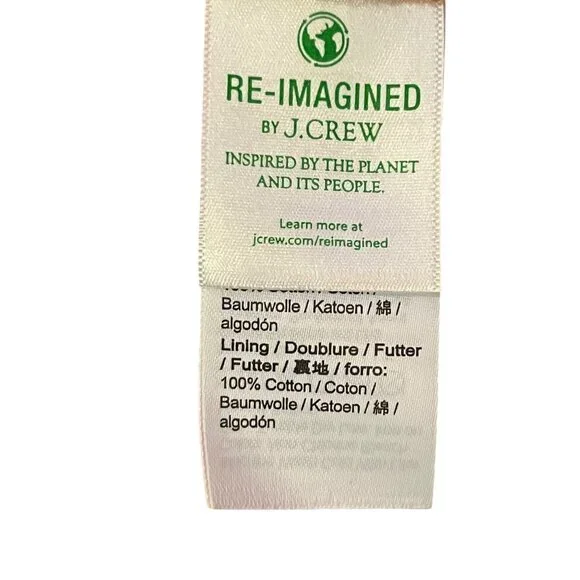 RE-IMAGINED
BY J.CREW
INSPIRED BY THE PLANET
AND ITS PEOPLE.
Learn more at
jcrew.com/reimagined
Baumwolle / Katoen / 綿 /
algodón
Lining / Doublure / Futter
/ Futter / 裏地 / forro:
100% Cotton / Coton /
Baumwolle / Katoen / 綿 /
algodón